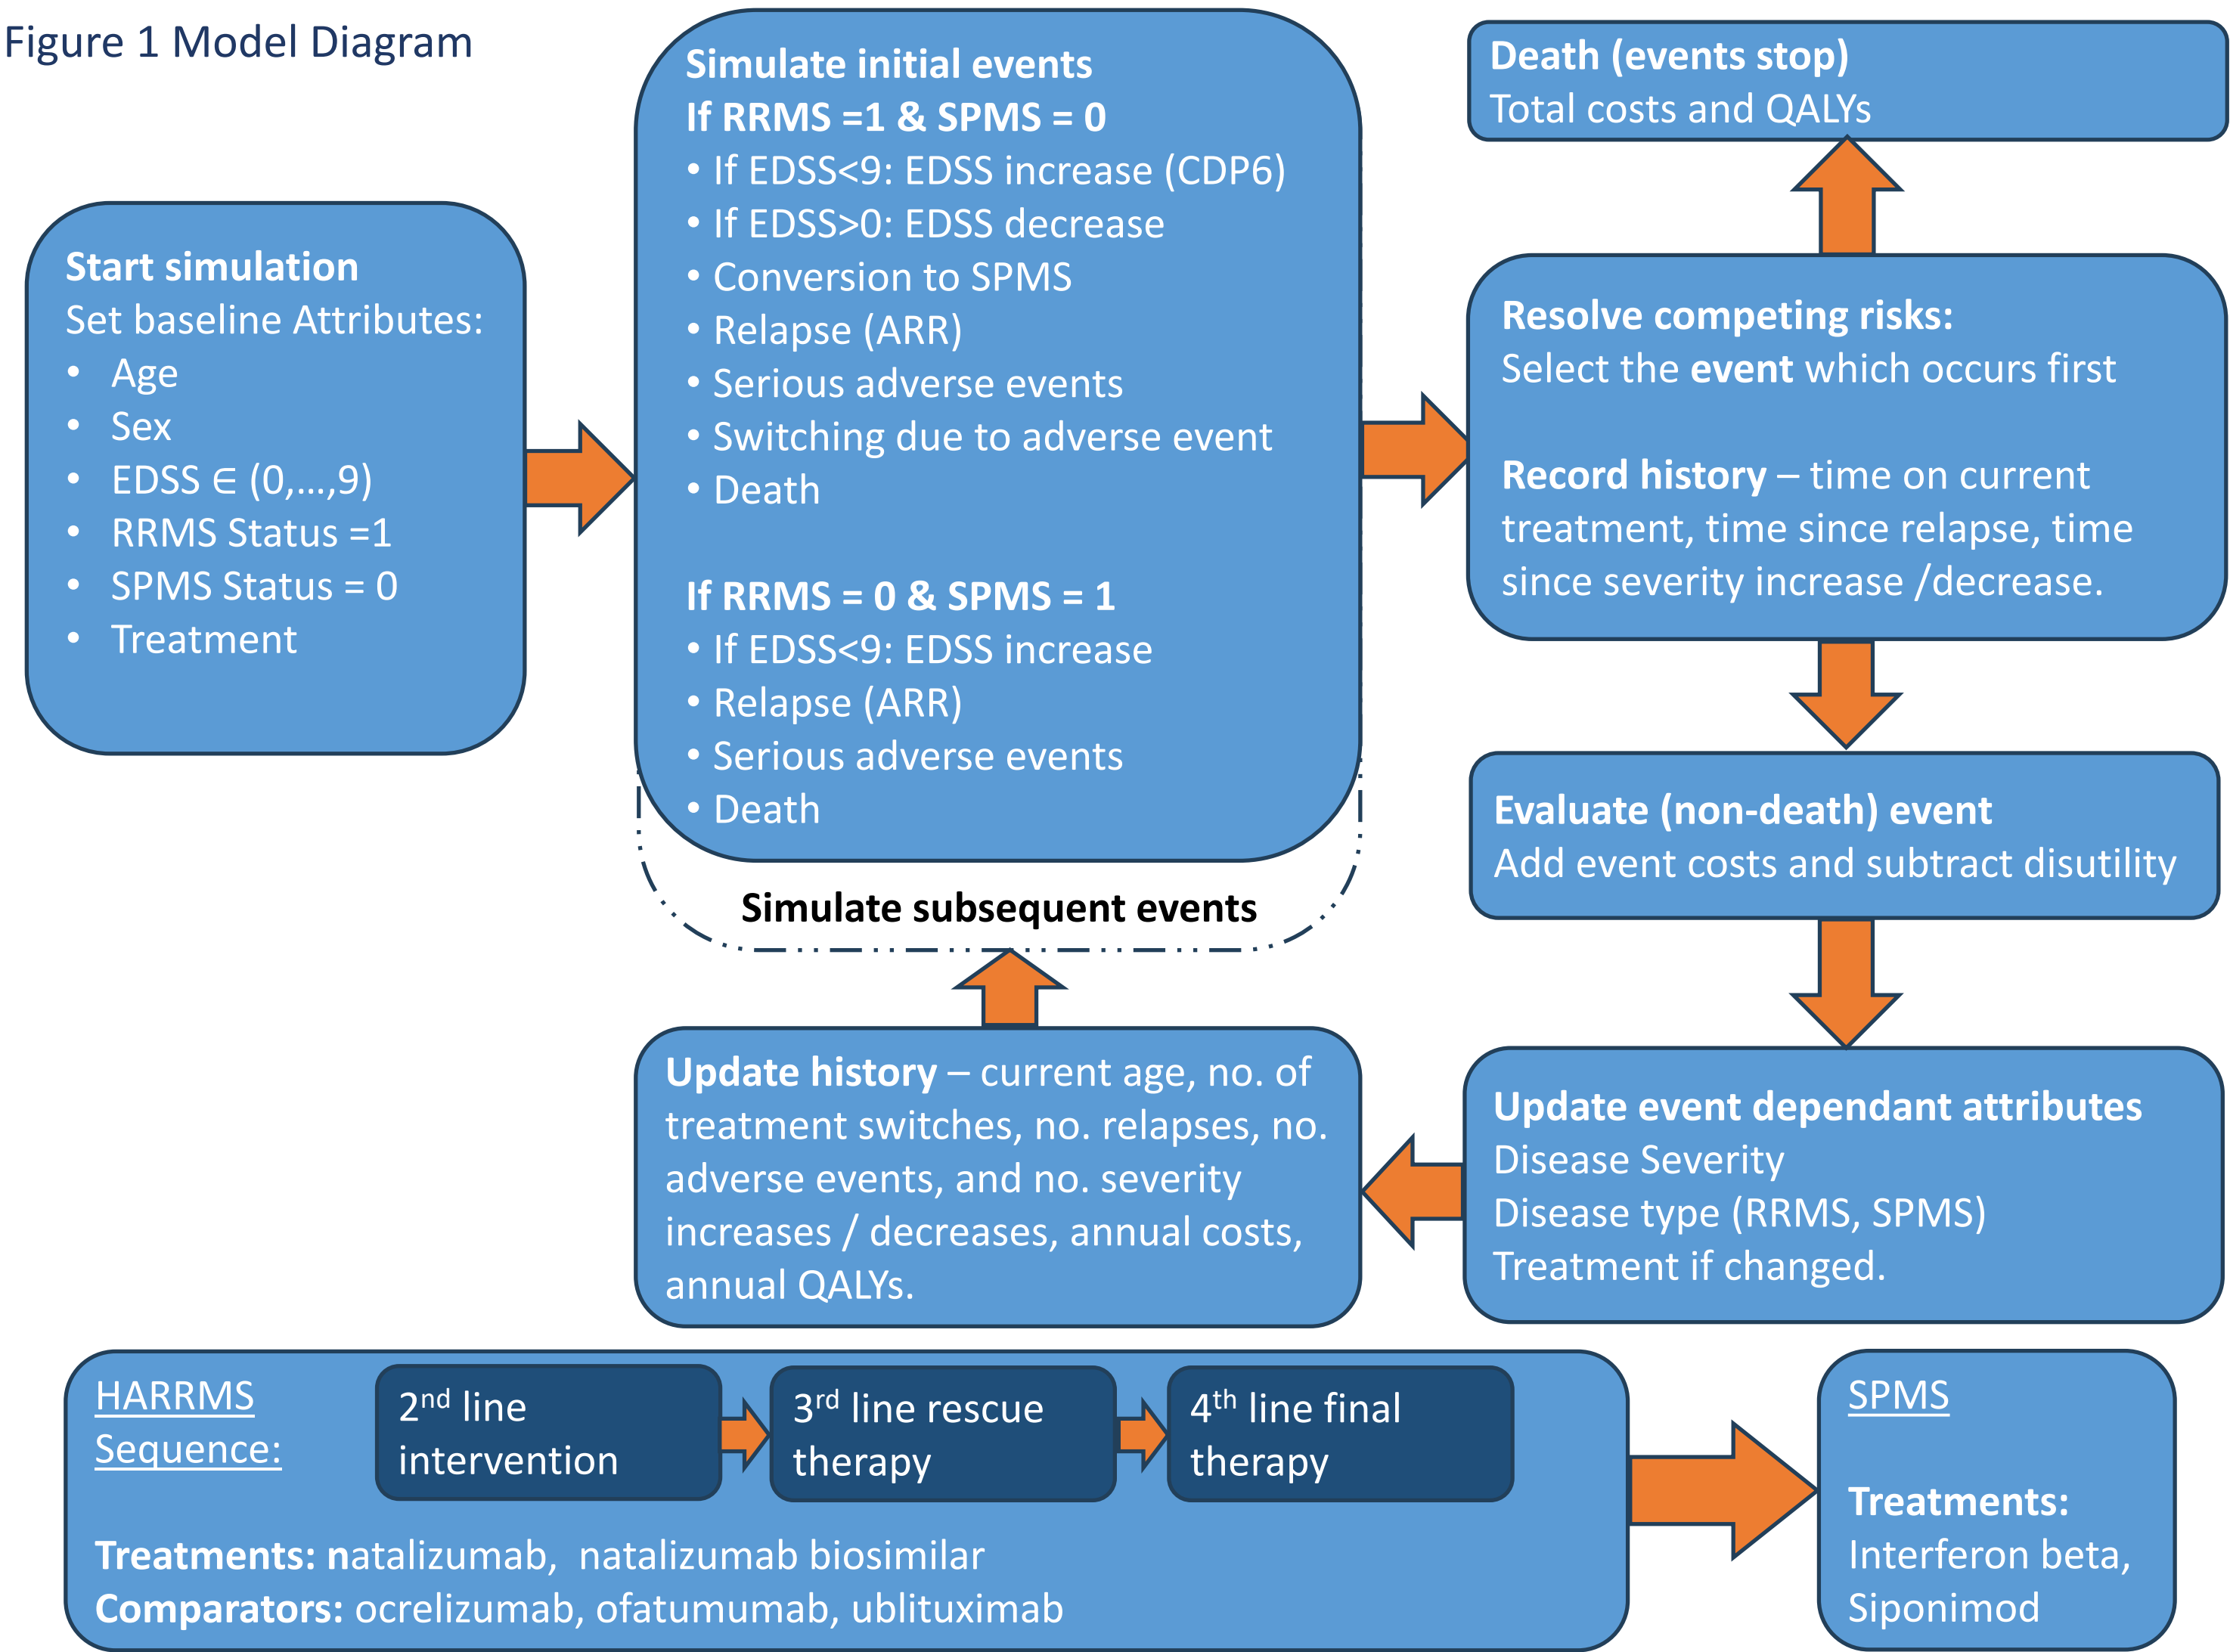 Figure 1 Model Diagram
Start simulation
Set baseline Attributes:
• Age
• Sex
• EDSS ∈ (0,...,9)
• RRMS Status =1
• SPMS Status = 0
• Treatment
Simulate initial events
If RRMS =1 & SPMS = 0
• If EDSS<9: EDSS increase (CDP6)
• If EDSS>0: EDSS decrease
• Conversion to SPMS
• Relapse (ARR)
• Serious adverse events
• Switching due to adverse event
• Death
If RRMS = 0 & SPMS = 1
• If EDSS<9: EDSS increase
• Relapse (ARR)
• Serious adverse events
• Death
Simulate subsequent events
Death (events stop)
Total costs and QALYs
Resolve competing risks:
Select the event which occurs first
Record history – time on current
treatment, time since relapse, time
since severity increase /decrease.
Evaluate (non-death) event
Add event costs and subtract disutility
Update event dependant attributes
Disease Severity
Disease type (RRMS, SPMS)
Treatment if changed.
Update history – current age, no. of
treatment switches, no. relapses, no.
adverse events, and no. severity
increases / decreases, annual costs,
annual QALYs.
HARRMS
Sequence:
2nd line
intervention
3rd line rescue
therapy
4th line final
therapy
Treatments: natalizumab, natalizumab biosimilar
Comparators: ocrelizumab, ofatumumab, ublituximab
SPMS
Treatments:
Interferon beta,
Siponimod